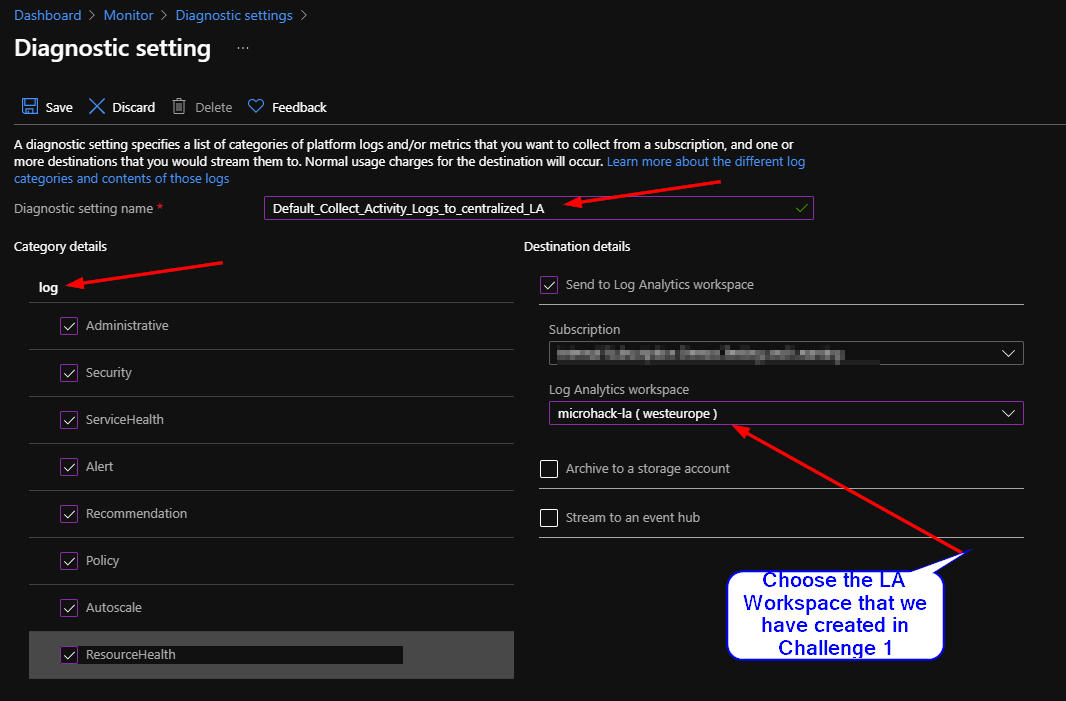 Dashboard > Monitor > Diagnostic settings >
Diagnostic setting ...
Save Discard Delete Feedback
A diagnostic setting specifies a list of categories of platform logs and/or metrics that you want to collect from a subscription, and one or
more destinations that you would stream them to. Normal usage charges for the destination will occur. Learn more about the different log
categories and contents of those logs
Diagnostic setting name *
Default_Collect_Activity_Logs_to_centralized_LA
Category details
log
Administrative
Security
ServiceHealth
Alert
Recommendation
Policy
Autoscale
ResourceHealth
Destination details
Send to Log Analytics workspace
Subscription
Log Analytics workspace
microhack-la ( westeurope )
Archive to a storage account
Stream to an event hub
Choose the LA
Workspace that we
have created in
Challenge 1